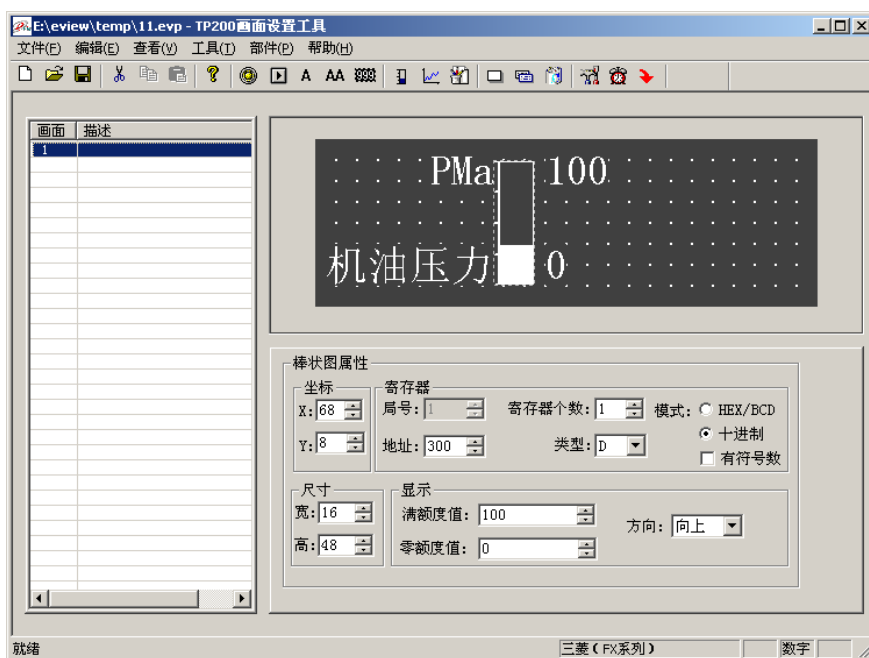 E:\eview\temp\11.evp - TP200画面设置工具
文件(F) 编辑(E) 查看(V) 工具(T) 部件(P) 帮助(H)
A AA
画面 描述
1
PMa 100
机油压力 0
棒状图属性
坐标 寄存器
X: 68 局号: 1 寄存器个数: 1 模式: HEX/BCD
十进制
Y: 8 地址: 300 类型: D
有符号数
尺寸 显示
宽: 16 满额度值: 100 方向: 向上
高: 48 零额度值: 0
就绪 三菱(FX系列) 数字